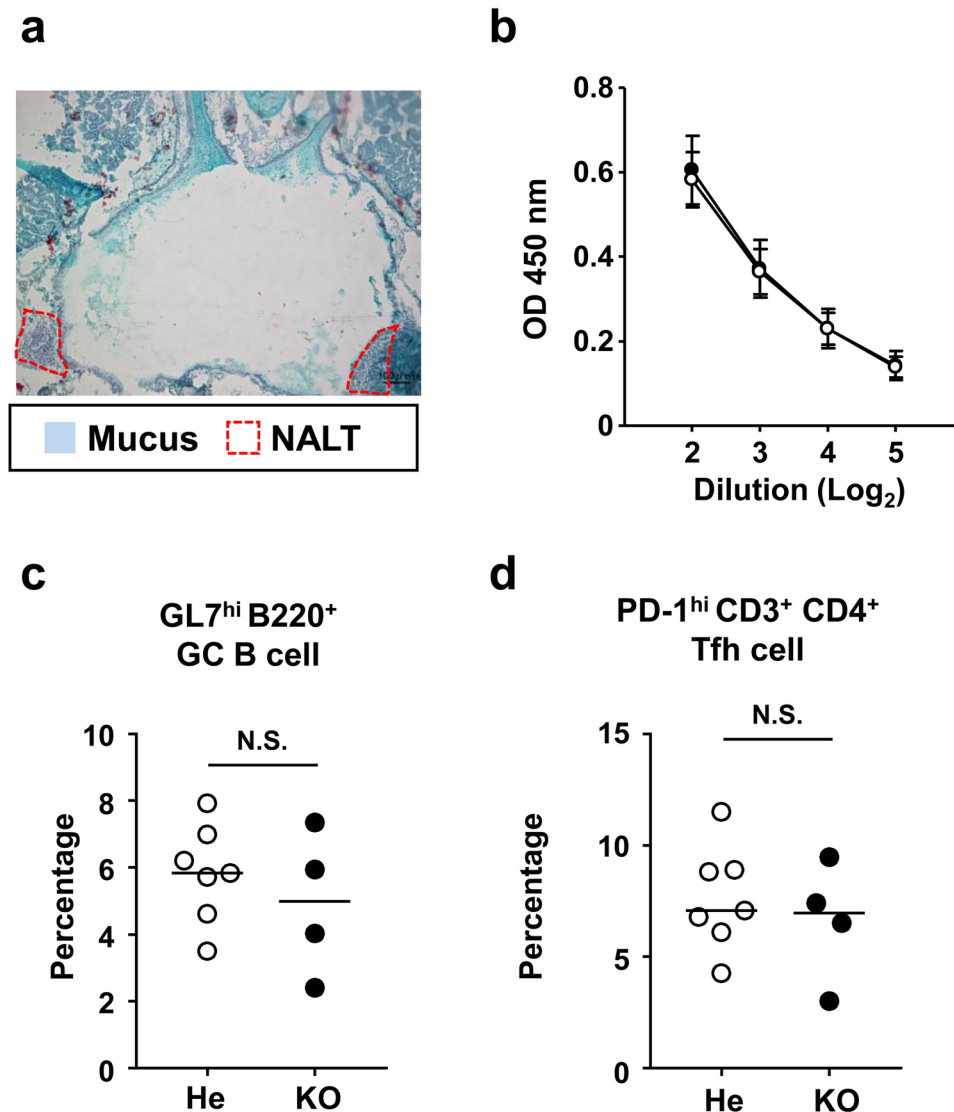 a
Mucus NALT
b
0.8
0.6
0.4
0.2
0
OD 450 nm
2 3 4 5
Dilution (Log₂)
c
GL7ʰⁱ B220⁺
GC B cell
N.S.
10
8
6
4
2
0
Percentage
He KO
d
PD-1ʰⁱ CD3⁺ CD4⁺
Tfh cell
N.S.
15
10
5
0
Percentage
He KO